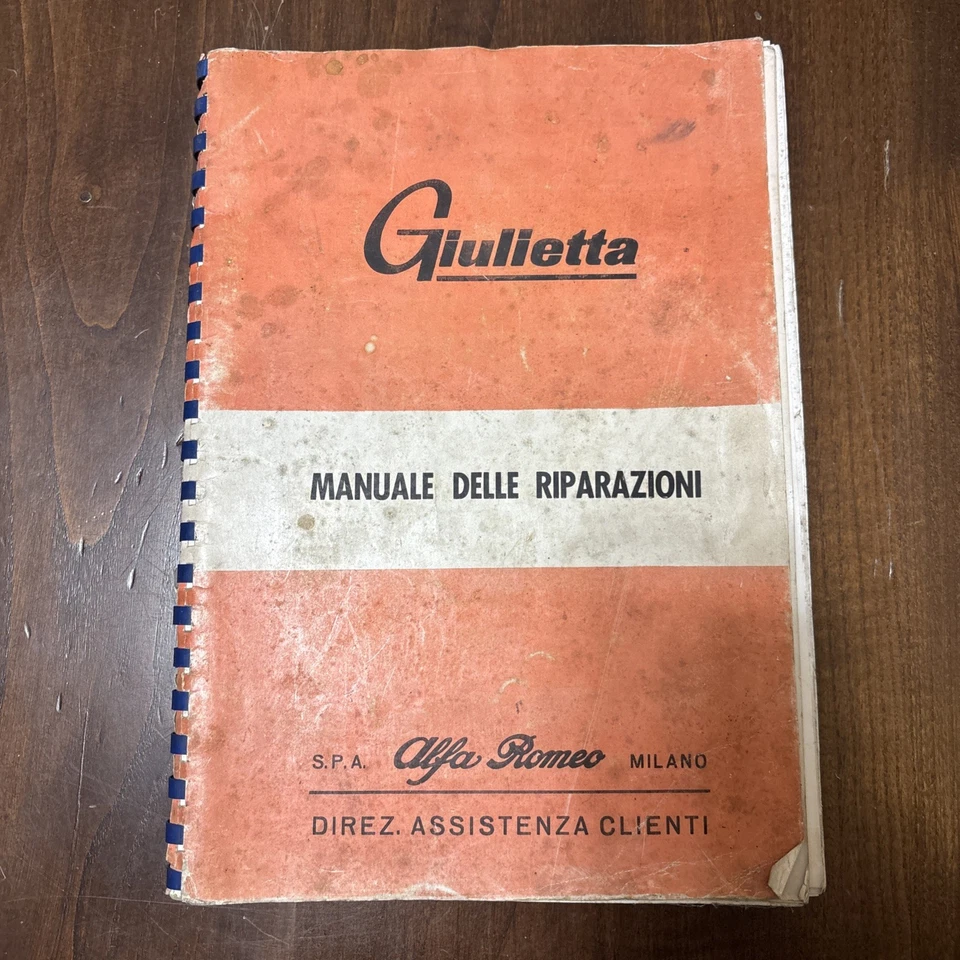 Giulietta
MANUALE DELLE RIPARAZIONI
S.P.A. Alfa Romeo MILANO
DIREZ. ASSISTENZA CLIENTI